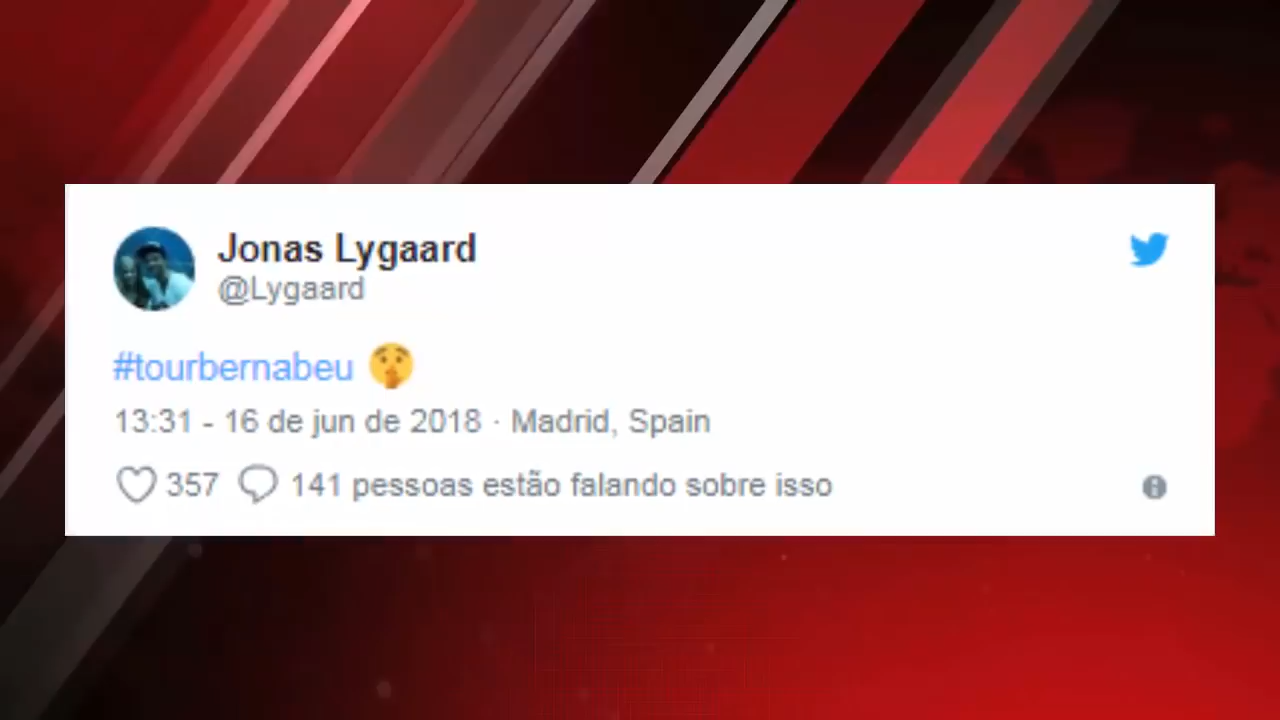 Jonas Lygaard
@Lygaard
#tourbernabeu 🤫
13:31 - 16 de jun de 2018 · Madrid, Spain
357 141 pessoas estão falando sobre isso